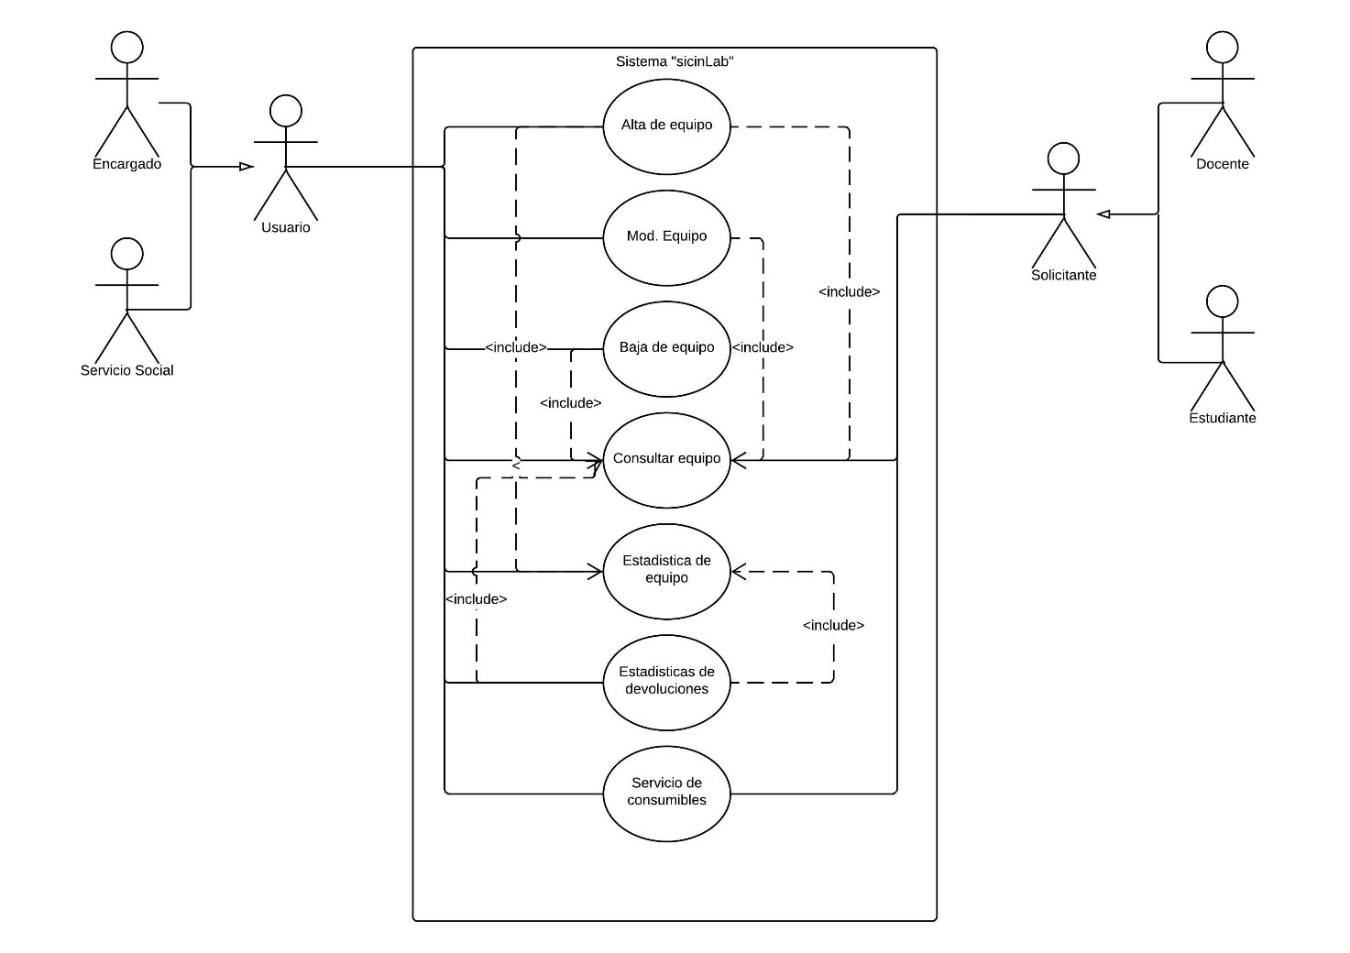 Sistema "sicinLab"
Encargado
Usuario
Servicio Social
Alta de equipo
Mod. Equipo
Baja de equipo
Consultar equipo
Estadistica de
equipo
Estadisticas de
devoluciones
Servicio de
consumibles
<include>
<include>
<include>
<include>
<
<include>
<include>
Solicitante
Docente
Estudiante